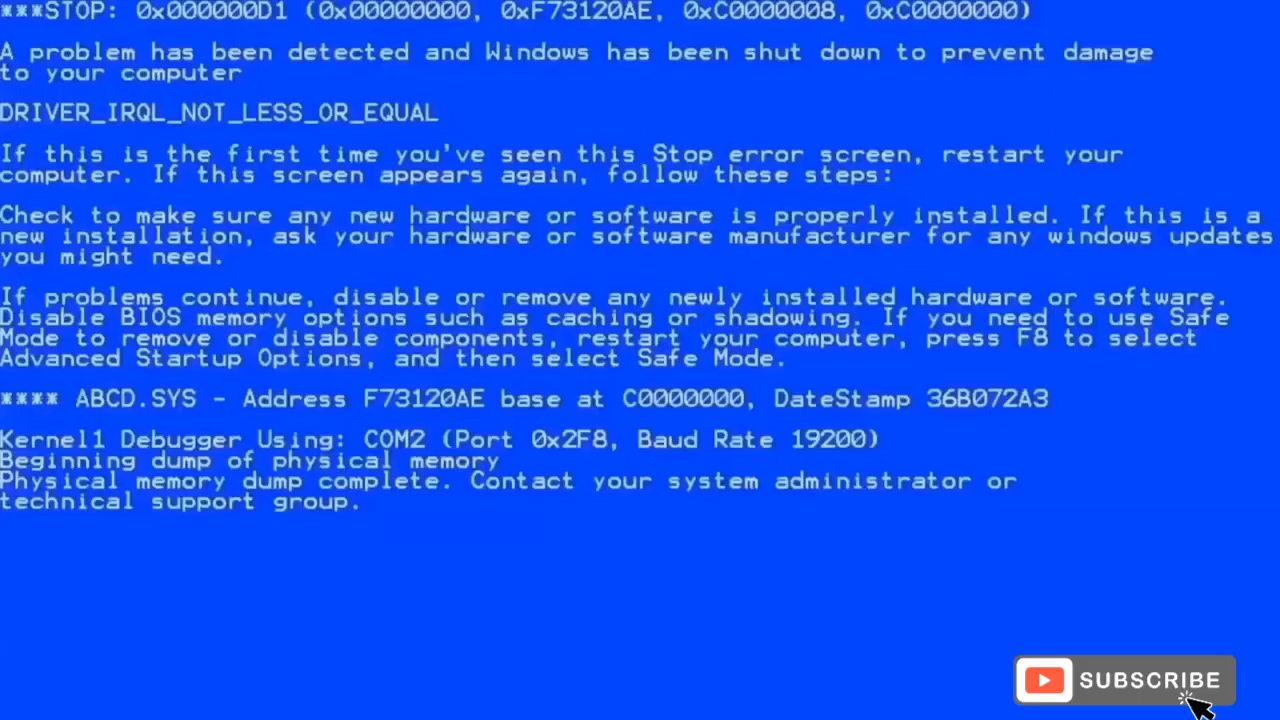 ***STOP: 0x000000D1 (0x00000000, 0xF73120AE, 0xC0000008, 0xC0000000)
A problem has been detected and Windows has been shut down to prevent damage
to your computer
DRIVER_IRQL_NOT_LESS_OR_EQUAL
If this is the first time you've seen this Stop error screen, restart your
computer. If this screen appears again, follow these steps:
Check to make sure any new hardware or software is properly installed. If this is a
new installation, ask your hardware or software manufacturer for any windows updates
you might need.
If problems continue, disable or remove any newly installed hardware or software.
Disable BIOS memory options such as caching or shadowing. If you need to use Safe
Mode to remove or disable components, restart your computer, press F8 to select
Advanced Startup Options, and then select Safe Mode.
**** ABCD.SYS - Address F73120AE base at C0000000, DateStamp 36B072A3
Kernel1 Debugger Using: COM2 (Port 0x2F8, Baud Rate 19200)
Beginning dump of physical memory
Physical memory dump complete. Contact your system administrator or
technical support group.
SUBSCRIBE